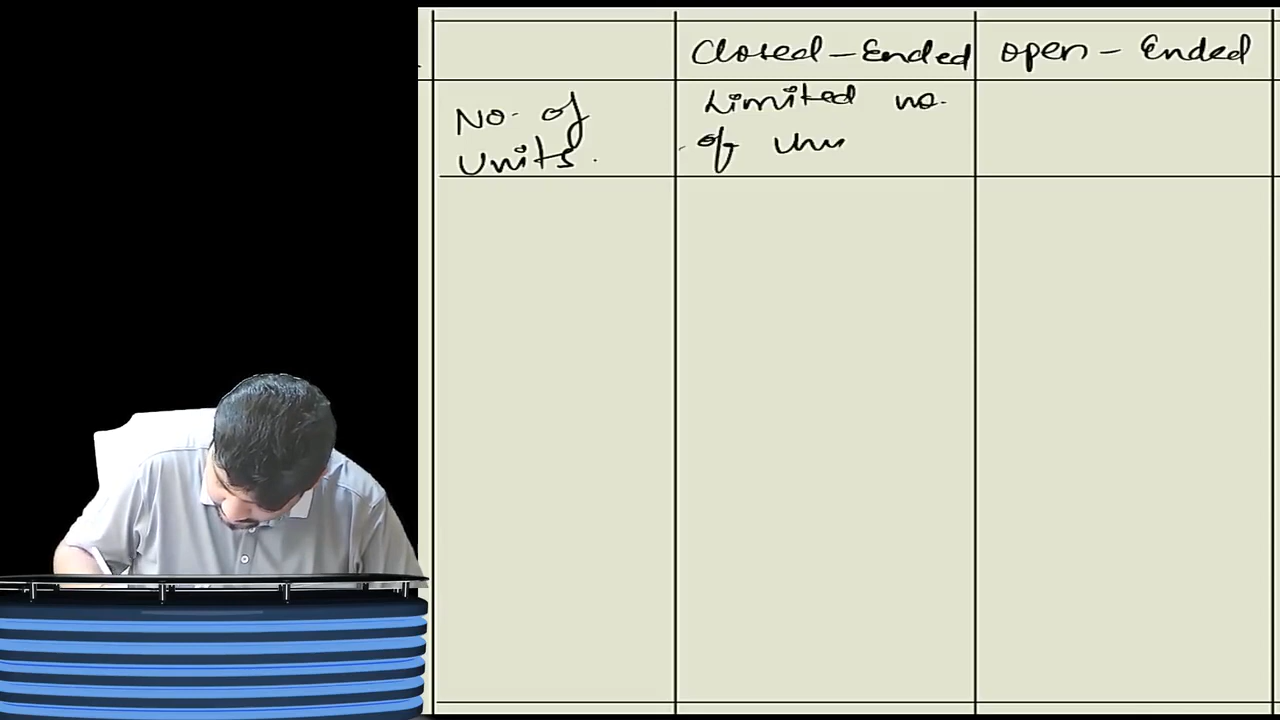 Closed-Ended
open-Ended
No. of
Units.
Limited no.
of